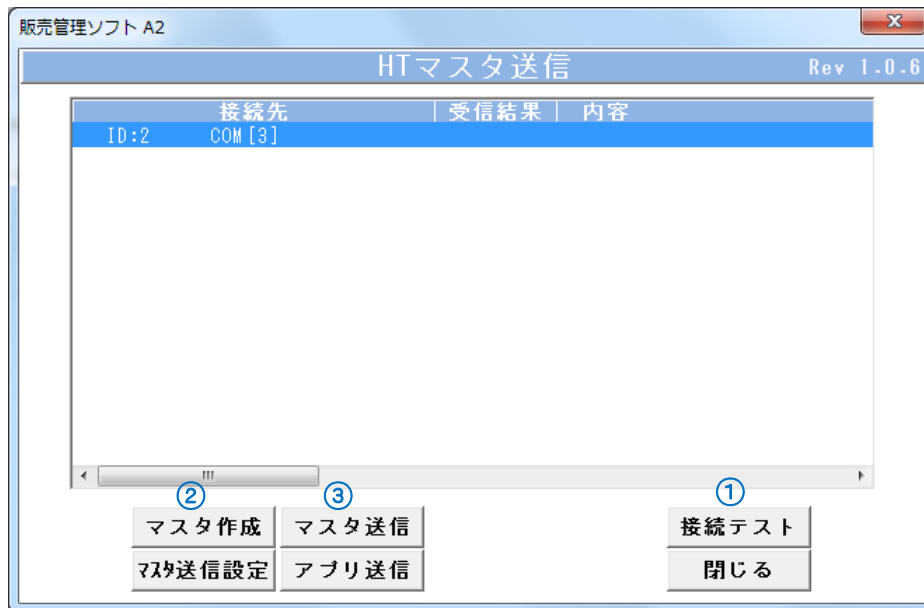 販売管理ソフト A2
HTマスタ送信 Rev 1.0.6
接続先 受信結果 内容
ID:2 COM[3]
② ③ ①
マスタ作成 マスタ送信 接続テスト
ﾏｽﾀ送信設定 アプリ送信 閉じる